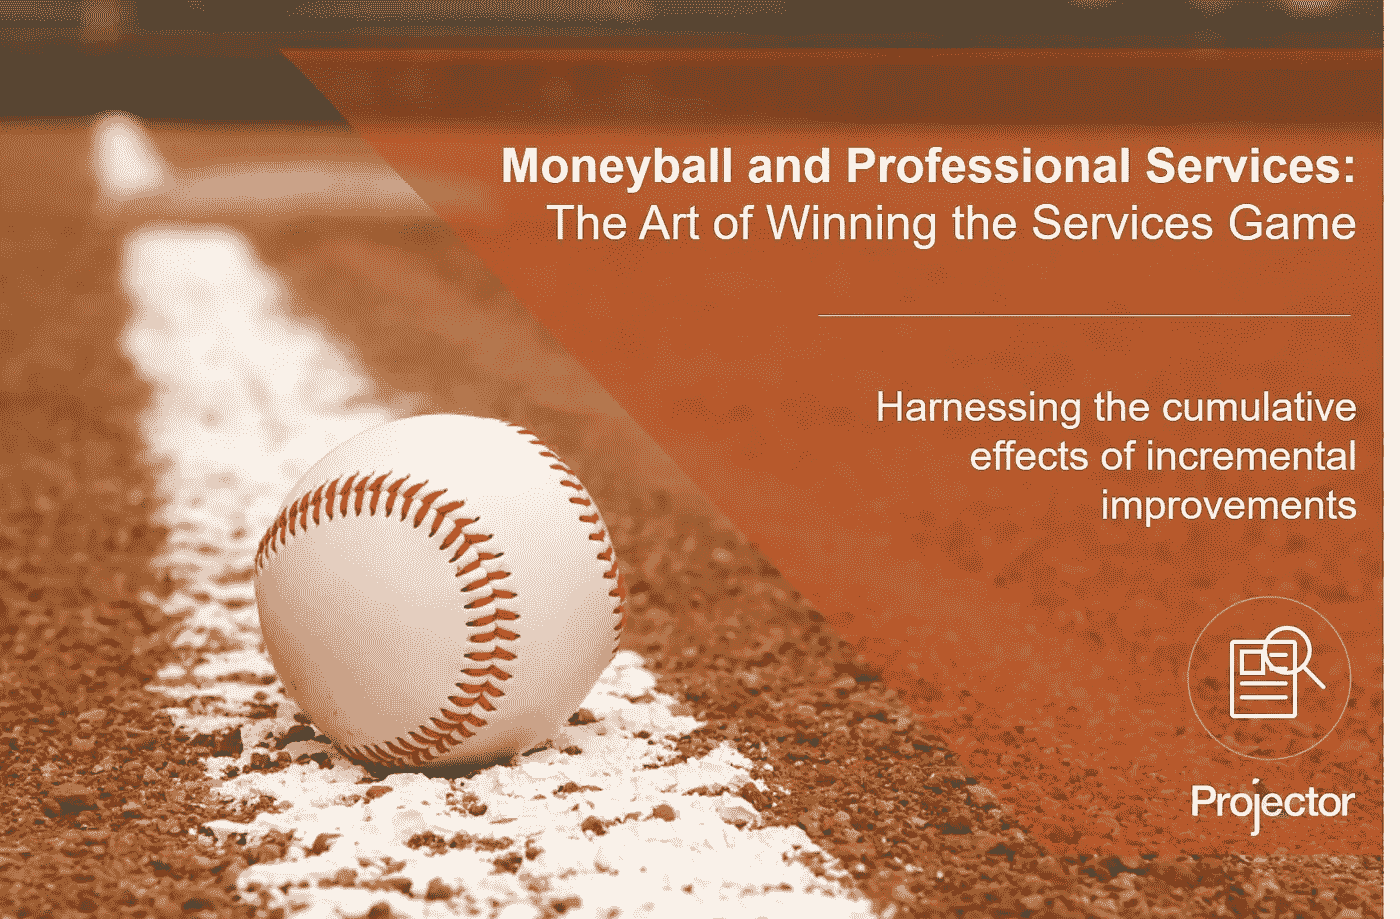 Moneyball and Professional Services:
The Art of Winning the Services Game
Harnessing the cumulative
effects of incremental
improvements
Projector